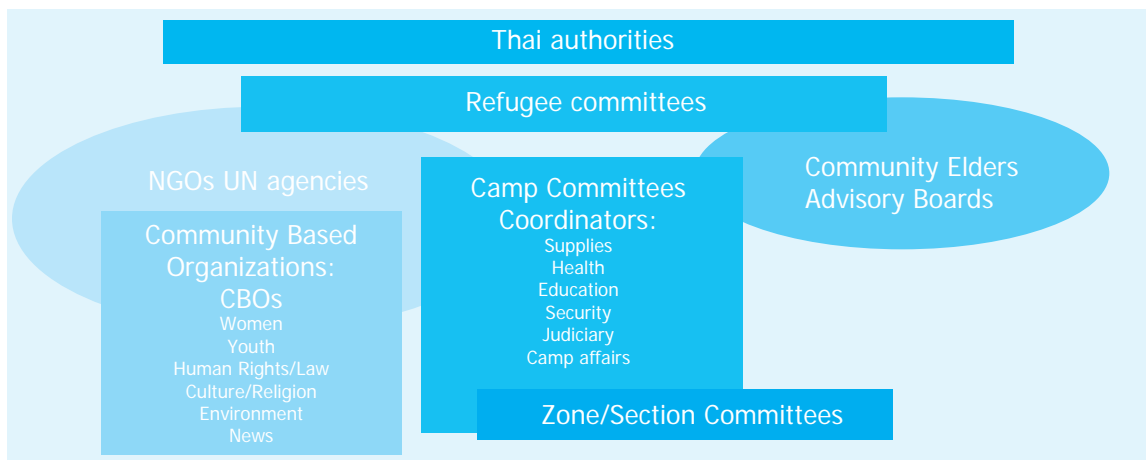 Thai authorities
Refugee committees
NGOs UN agencies
Community Based
Organizations:
CBOs
Women
Youth
Human Rights/Law
Culture/Religion
Environment
News
Camp Committees
Coordinators:
Supplies
Health
Education
Security
Judiciary
Camp affairs
Zone/Section Committees
Community Elders
Advisory Boards